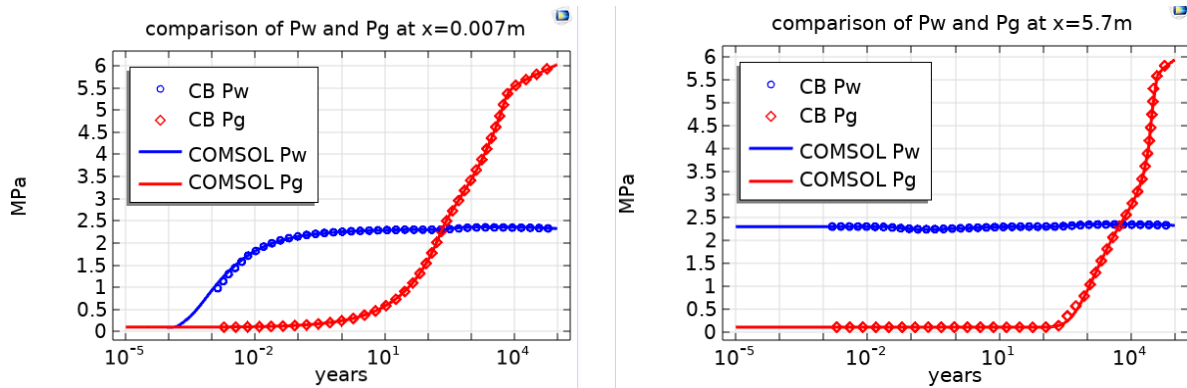 comparison of Pw and Pg at x=0.007m
MPa
6
5.5
5
4.5
4
3.5
3
2.5
2
1.5
1
0.5
0
CB Pw
CB Pg
COMSOL Pw
COMSOL Pg
10⁻⁵
10⁻²
10¹
10⁴
years
comparison of Pw and Pg at x=5.7m
MPa
6
5.5
5
4.5
4
3.5
3
2.5
2
1.5
1
0.5
0
CB Pw
CB Pg
COMSOL Pw
COMSOL Pg
10⁻⁵
10⁻²
10¹
10⁴
years